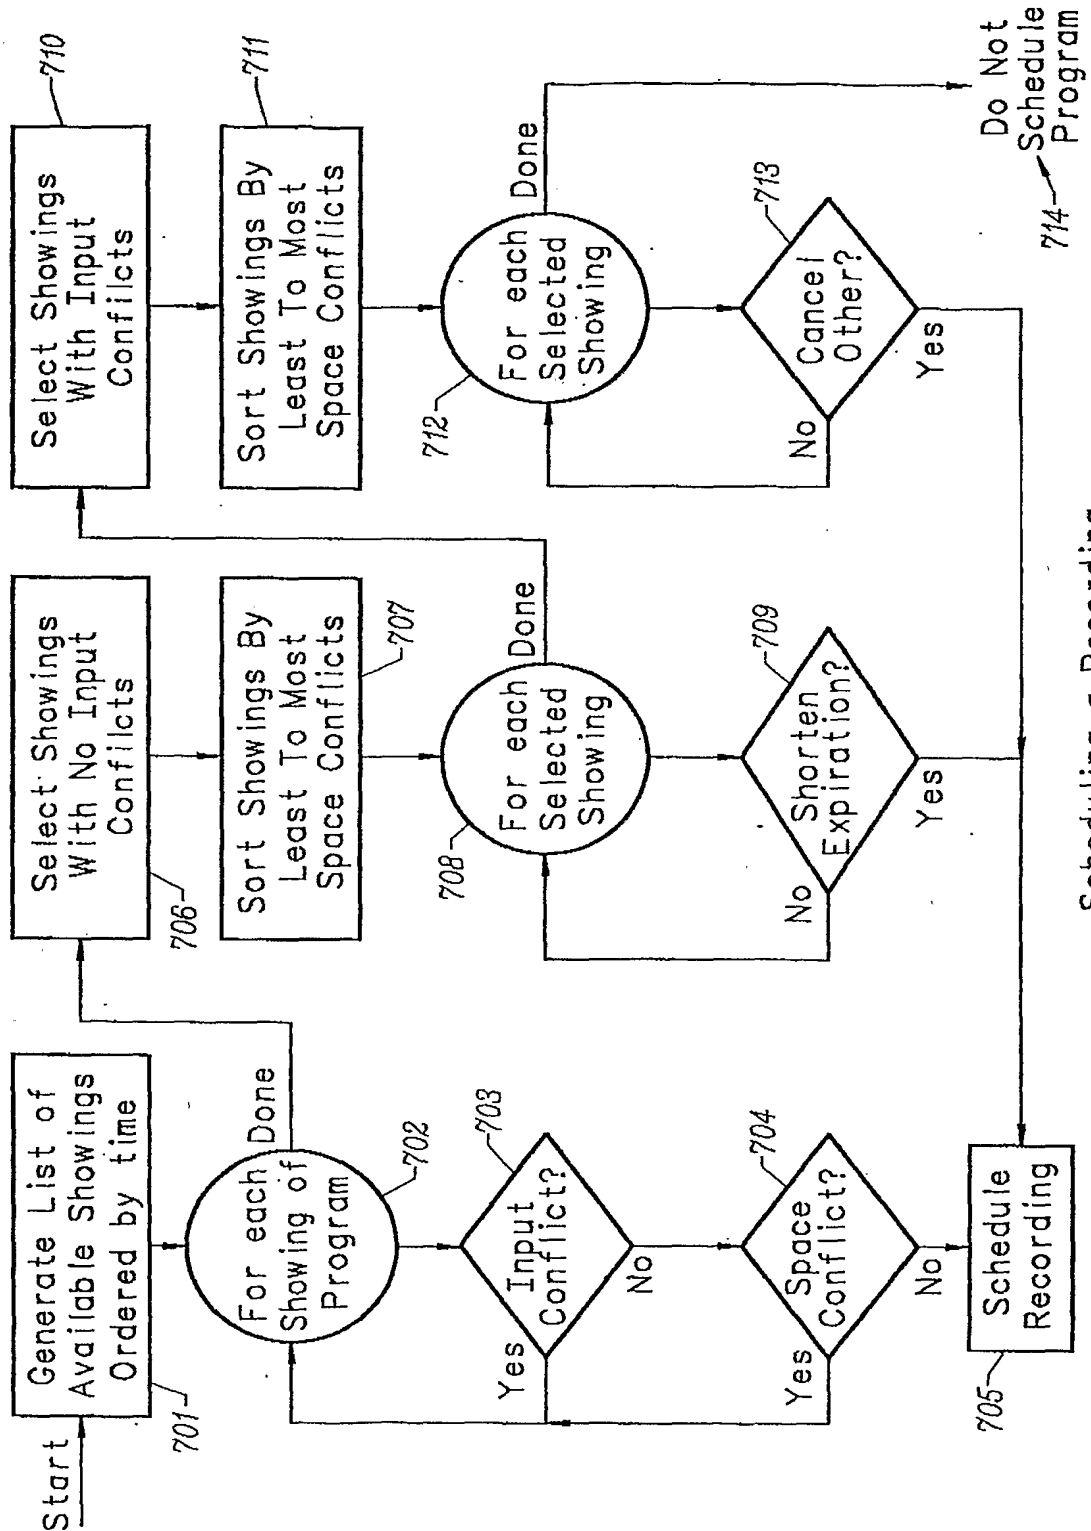 Start
Generate List of
Available Showings
Ordered by time
701
For each
Showing of
Program
Done
702
Input
Conflict?
703
Yes
No
Space
Conflict?
704
Yes
No
Schedule
Recording
705
Select Showings
With No Input
Confilcts
706
Sort Showings By
Least To Most
Space Conflicts
707
For each
Selected
Showing
Done
708
Shorten
Expiration?
709
No
Yes
Select Showings
With Input
Confilcts
710
Sort Showings By
Least To Most
Space Conflicts
711
For each
Selected
Showing
Done
712
Cancel
Other?
713
No
Yes
Do Not
Schedule
Program
714
Scheduling Recording